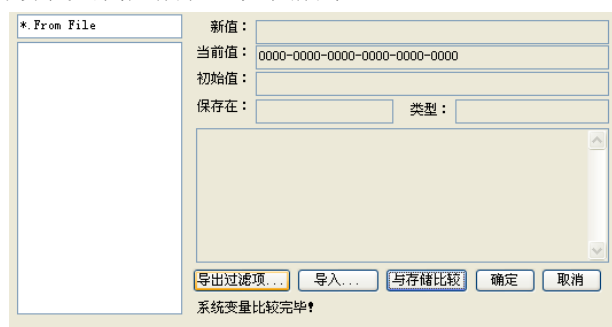 *.From File
新值：
当前值： 0000-0000-0000-0000-0000-0000
初始值：
保存在： 类型：
导出过滤项... 导入... 与存储比较 确定 取消
系统变量比较完毕!